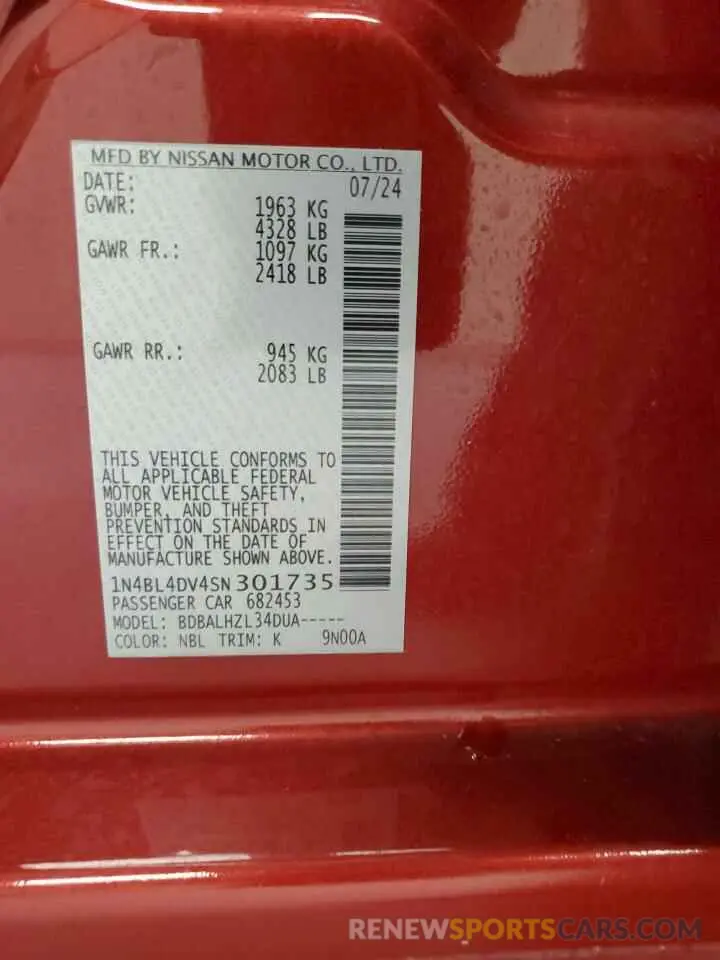 MFD BY NISSAN MOTOR CO., LTD.
DATE: 07/24
GVWR: 1963 KG
4328 LB
GAWR FR.: 1097 KG
2418 LB
GAWR RR.: 945 KG
2083 LB
THIS VEHICLE CONFORMS TO
ALL APPLICABLE FEDERAL
MOTOR VEHICLE SAFETY,
BUMPER, AND THEFT
PREVENTION STANDARDS IN
EFFECT ON THE DATE OF
MANUFACTURE SHOWN ABOVE.
1N4BL4DV4SN301735
PASSENGER CAR 682453
MODEL: BDBALHZL34DUA-----
COLOR: NBL TRIM: K 9N00A
RENEWSPORTSCARS.COM